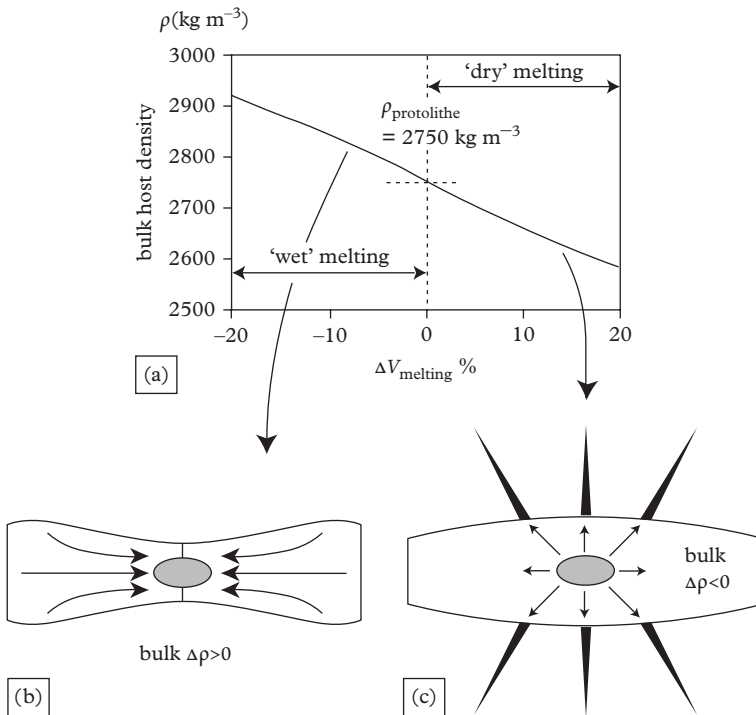 ρ(kg m⁻³)
3000
2900
2800
2700
2600
2500
bulk host density
'dry' melting
ρprotolithe
= 2750 kg m⁻³
'wet' melting
−20
−10
0
10
20
ΔVmelting %
(a)
bulk Δρ>0
(b)
bulk
Δρ<0
(c)